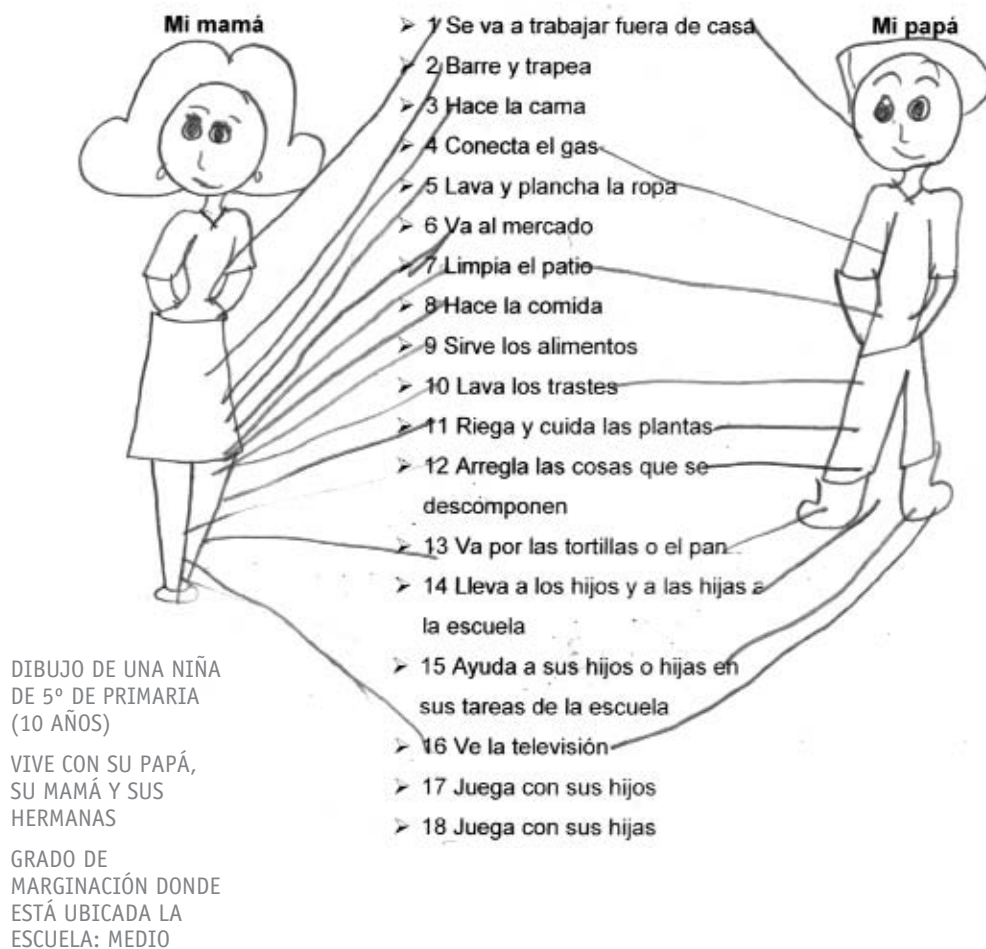 Mi mamá
Mi papá
➢ 1 Se va a trabajar fuera de casa
➢ 2 Barre y trapea
➢ 3 Hace la cama
➢ 4 Conecta el gas
➢ 5 Lava y plancha la ropa
➢ 6 Va al mercado
➢ 7 Limpia el patio
➢ 8 Hace la comida
➢ 9 Sirve los alimentos
➢ 10 Lava los trastes
➢ 11 Riega y cuida las plantas
➢ 12 Arregla las cosas que se
descomponen
➢ 13 Va por las tortillas o el pan
➢ 14 Lleva a los hijos y a las hijas a
la escuela
➢ 15 Ayuda a sus hijos o hijas en
sus tareas de la escuela
➢ 16 Ve la televisión
➢ 17 Juega con sus hijos
➢ 18 Juega con sus hijas
DIBUJO DE UNA NIÑA
DE 5º DE PRIMARIA
(10 AÑOS)
VIVE CON SU PAPÁ,
SU MAMÁ Y SUS
HERMANAS
GRADO DE
MARGINACIÓN DONDE
ESTÁ UBICADA LA
ESCUELA: MEDIO